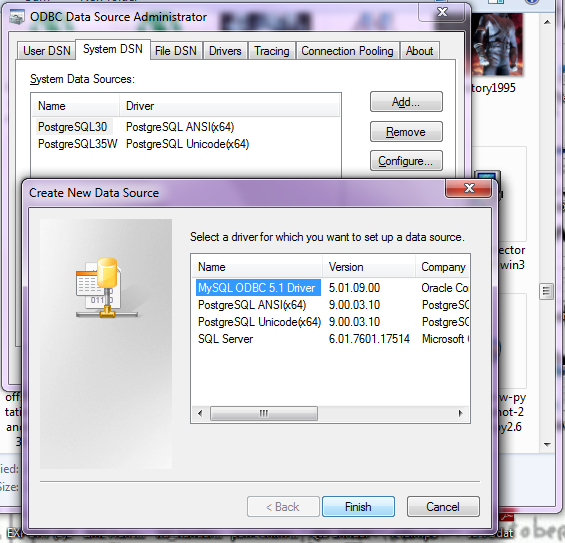 ODBC Data Source Administrator
User DSN System DSN File DSN Drivers Tracing Connection Pooling About
System Data Sources:
Name Driver
PostgreSQL30 PostgreSQL ANSI(x64)
PostgreSQL35W PostgreSQL Unicode(x64)
Add...
Remove
Configure...
tory1995
Create New Data Source
Select a driver for which you want to set up a data source.
Name Version Company
MySQL ODBC 5.1 Driver 5.01.09.00 Oracle Co
PostgreSQL ANSI(x64) 9.00.03.10 PostgreS
PostgreSQL Unicode(x64) 9.00.03.10 PostgreS
SQL Server 6.01.7601.17514 Microsoft
01110
ector
win3
off
tati
an
3
w-py
ot-2
y2.6
ied:
Size:
< Back Finish Cancel